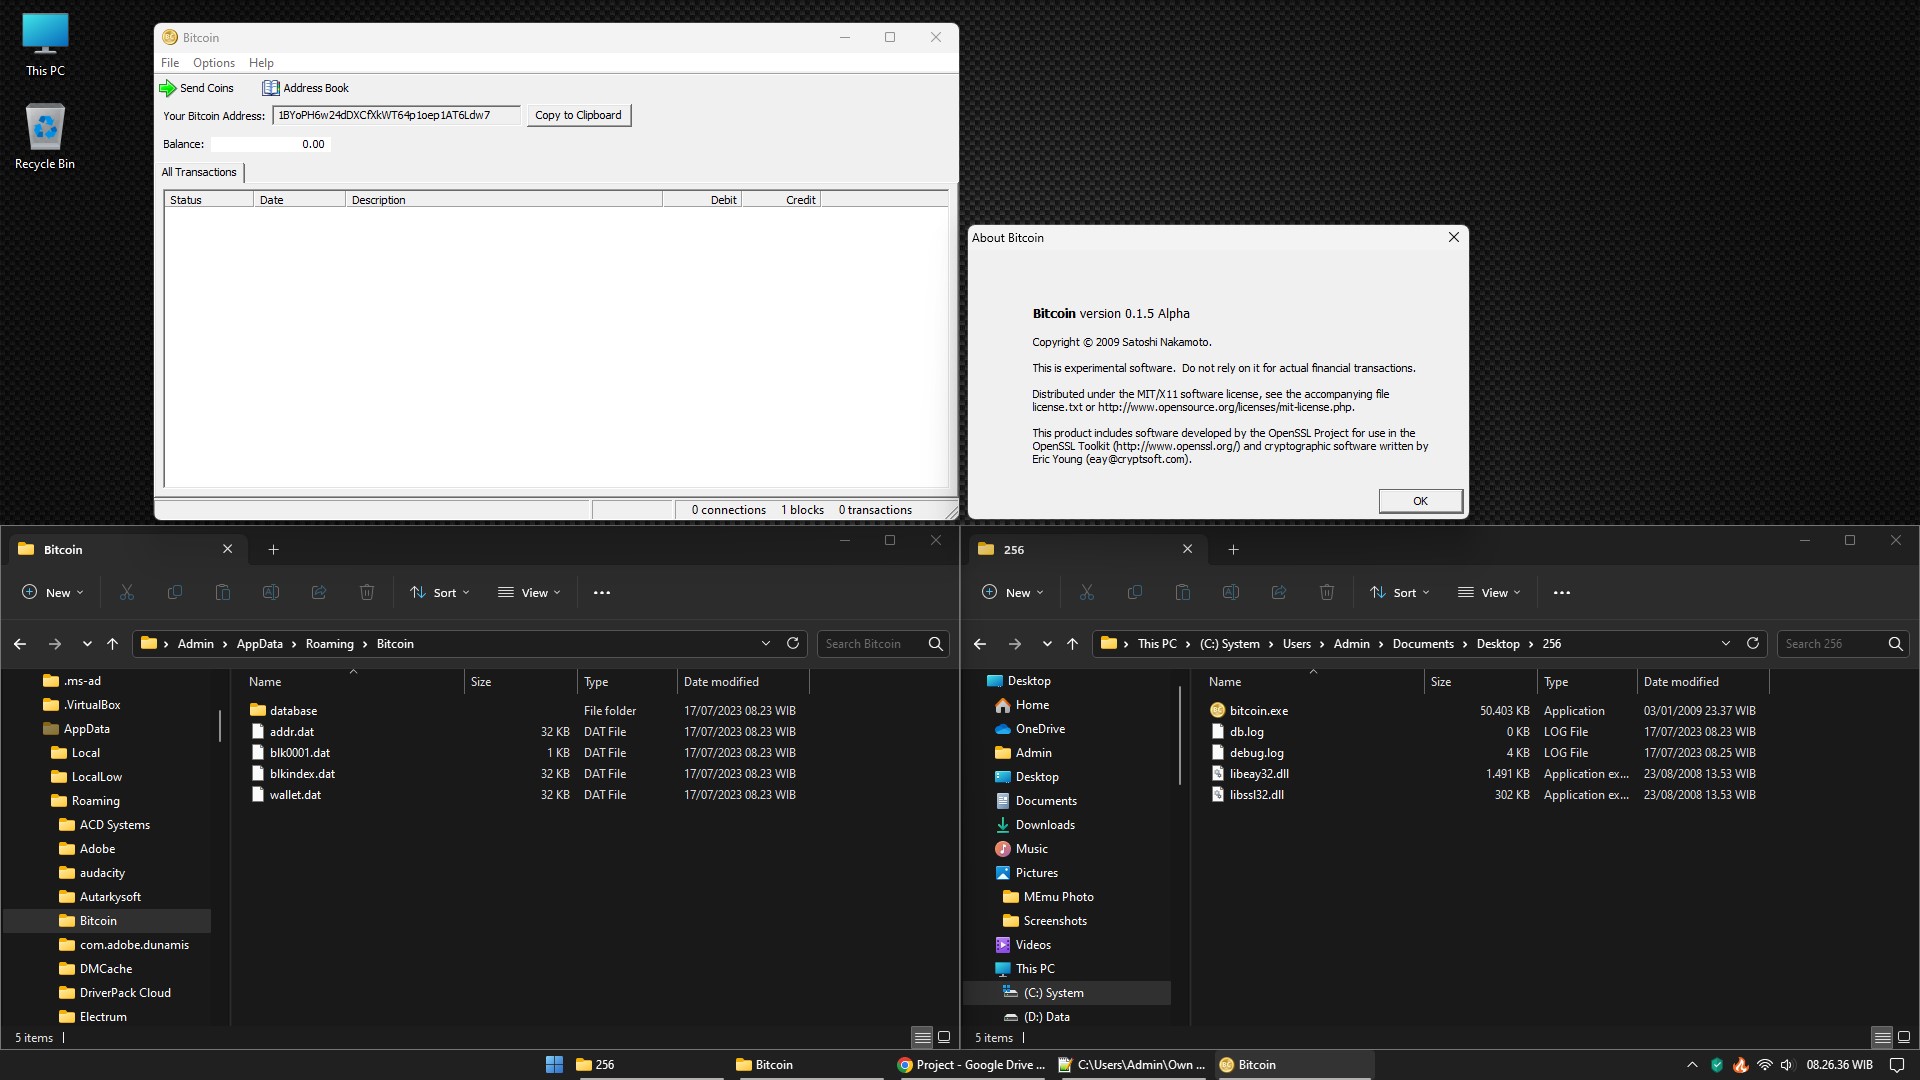 This PC
Recycle Bin
Bitcoin
File Options Help
Send Coins Address Book
Your Bitcoin Address: 1BYoPH6w24dDXCfXkWT64p1oep1AT6Ldw7 Copy to Clipboard
Balance: 0.00
All Transactions
Status Date Description Debit Credit
0 connections 1 blocks 0 transactions
About Bitcoin
Bitcoin version 0.1.5 Alpha
Copyright © 2009 Satoshi Nakamoto.
This is experimental software. Do not rely on it for actual financial transactions.
Distributed under the MIT/X11 software license, see the accompanying file
license.txt or http://www.opensource.org/licenses/mit-license.php.
This product includes software developed by the OpenSSL Project for use in the
OpenSSL Toolkit (http://www.openssl.org/) and cryptographic software written by
Eric Young (eay@cryptsoft.com).
OK
Bitcoin
New Sort View
Admin AppData Roaming Bitcoin Search Bitcoin
.ms-ad
.VirtualBox
AppData
Local
LocalLow
Roaming
ACD Systems
Adobe
audacity
Autarkysoft
Bitcoin
com.adobe.dunamis
DMCache
DriverPack Cloud
Electrum
Name Size Type Date modified
database File folder 17/07/2023 08.23 WIB
addr.dat 32 KB DAT File 17/07/2023 08.23 WIB
blk0001.dat 1 KB DAT File 17/07/2023 08.23 WIB
blkindex.dat 32 KB DAT File 17/07/2023 08.23 WIB
wallet.dat 32 KB DAT File 17/07/2023 08.23 WIB
5 items
256
New Sort View
This PC (C:) System Users Admin Documents Desktop 256 Search 256
Desktop
Home
OneDrive
Admin
Desktop
Documents
Downloads
Music
Pictures
MEmu Photo
Screenshots
Videos
This PC
(C:) System
(D:) Data
Name Size Type Date modified
bitcoin.exe 50.403 KB Application 03/01/2009 23.37 WIB
db.log 0 KB LOG File 17/07/2023 08.23 WIB
debug.log 4 KB LOG File 17/07/2023 08.25 WIB
libeay32.dll 1.491 KB Application ex... 23/08/2008 13.53 WIB
libssl32.dll 302 KB Application ex... 23/08/2008 13.53 WIB
5 items
256 Bitcoin Project - Google Drive ... C:\Users\Admin\Own ... Bitcoin 08.26.36 WIB